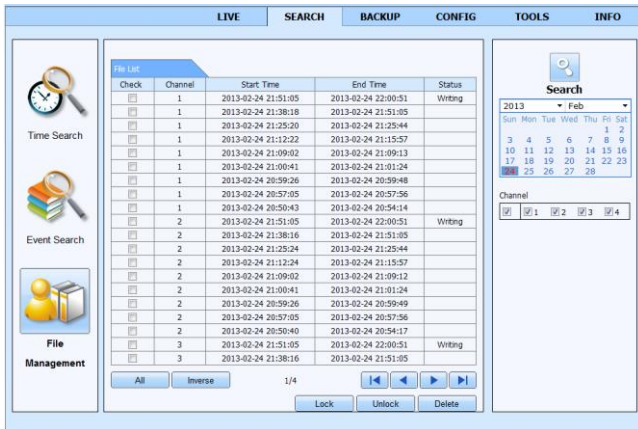 LIVE SEARCH BACKUP CONFIG TOOLS INFO
Time Search
Event Search
File
Management
File List
Check Channel Start Time End Time Status
1 2013-02-24 21:51:05 2013-02-24 22:00:51 Writing
1 2013-02-24 21:38:18 2013-02-24 21:51:05
1 2013-02-24 21:25:20 2013-02-24 21:25:44
1 2013-02-24 21:12:22 2013-02-24 21:15:57
1 2013-02-24 21:09:02 2013-02-24 21:09:13
1 2013-02-24 21:00:41 2013-02-24 21:01:24
1 2013-02-24 20:59:26 2013-02-24 20:59:48
1 2013-02-24 20:57:05 2013-02-24 20:57:56
1 2013-02-24 20:50:43 2013-02-24 20:54:14
2 2013-02-24 21:51:05 2013-02-24 22:00:51 Writing
2 2013-02-24 21:38:16 2013-02-24 21:51:05
2 2013-02-24 21:25:24 2013-02-24 21:25:44
2 2013-02-24 21:12:24 2013-02-24 21:15:57
2 2013-02-24 21:09:02 2013-02-24 21:09:12
2 2013-02-24 21:00:41 2013-02-24 21:01:24
2 2013-02-24 20:59:26 2013-02-24 20:59:49
2 2013-02-24 20:57:05 2013-02-24 20:57:56
2 2013-02-24 20:50:40 2013-02-24 20:54:17
3 2013-02-24 21:51:05 2013-02-24 22:00:51 Writing
3 2013-02-24 21:38:16 2013-02-24 21:51:05
All Inverse 1/4
Lock Unlock Delete
Search
2013 Feb
Sun Mon Tue Wed Thu Fri Sat
1 2
3 4 5 6 7 8 9
10 11 12 13 14 15 16
17 18 19 20 21 22 23
24 25 26 27 28
Channel
1 2 3 4